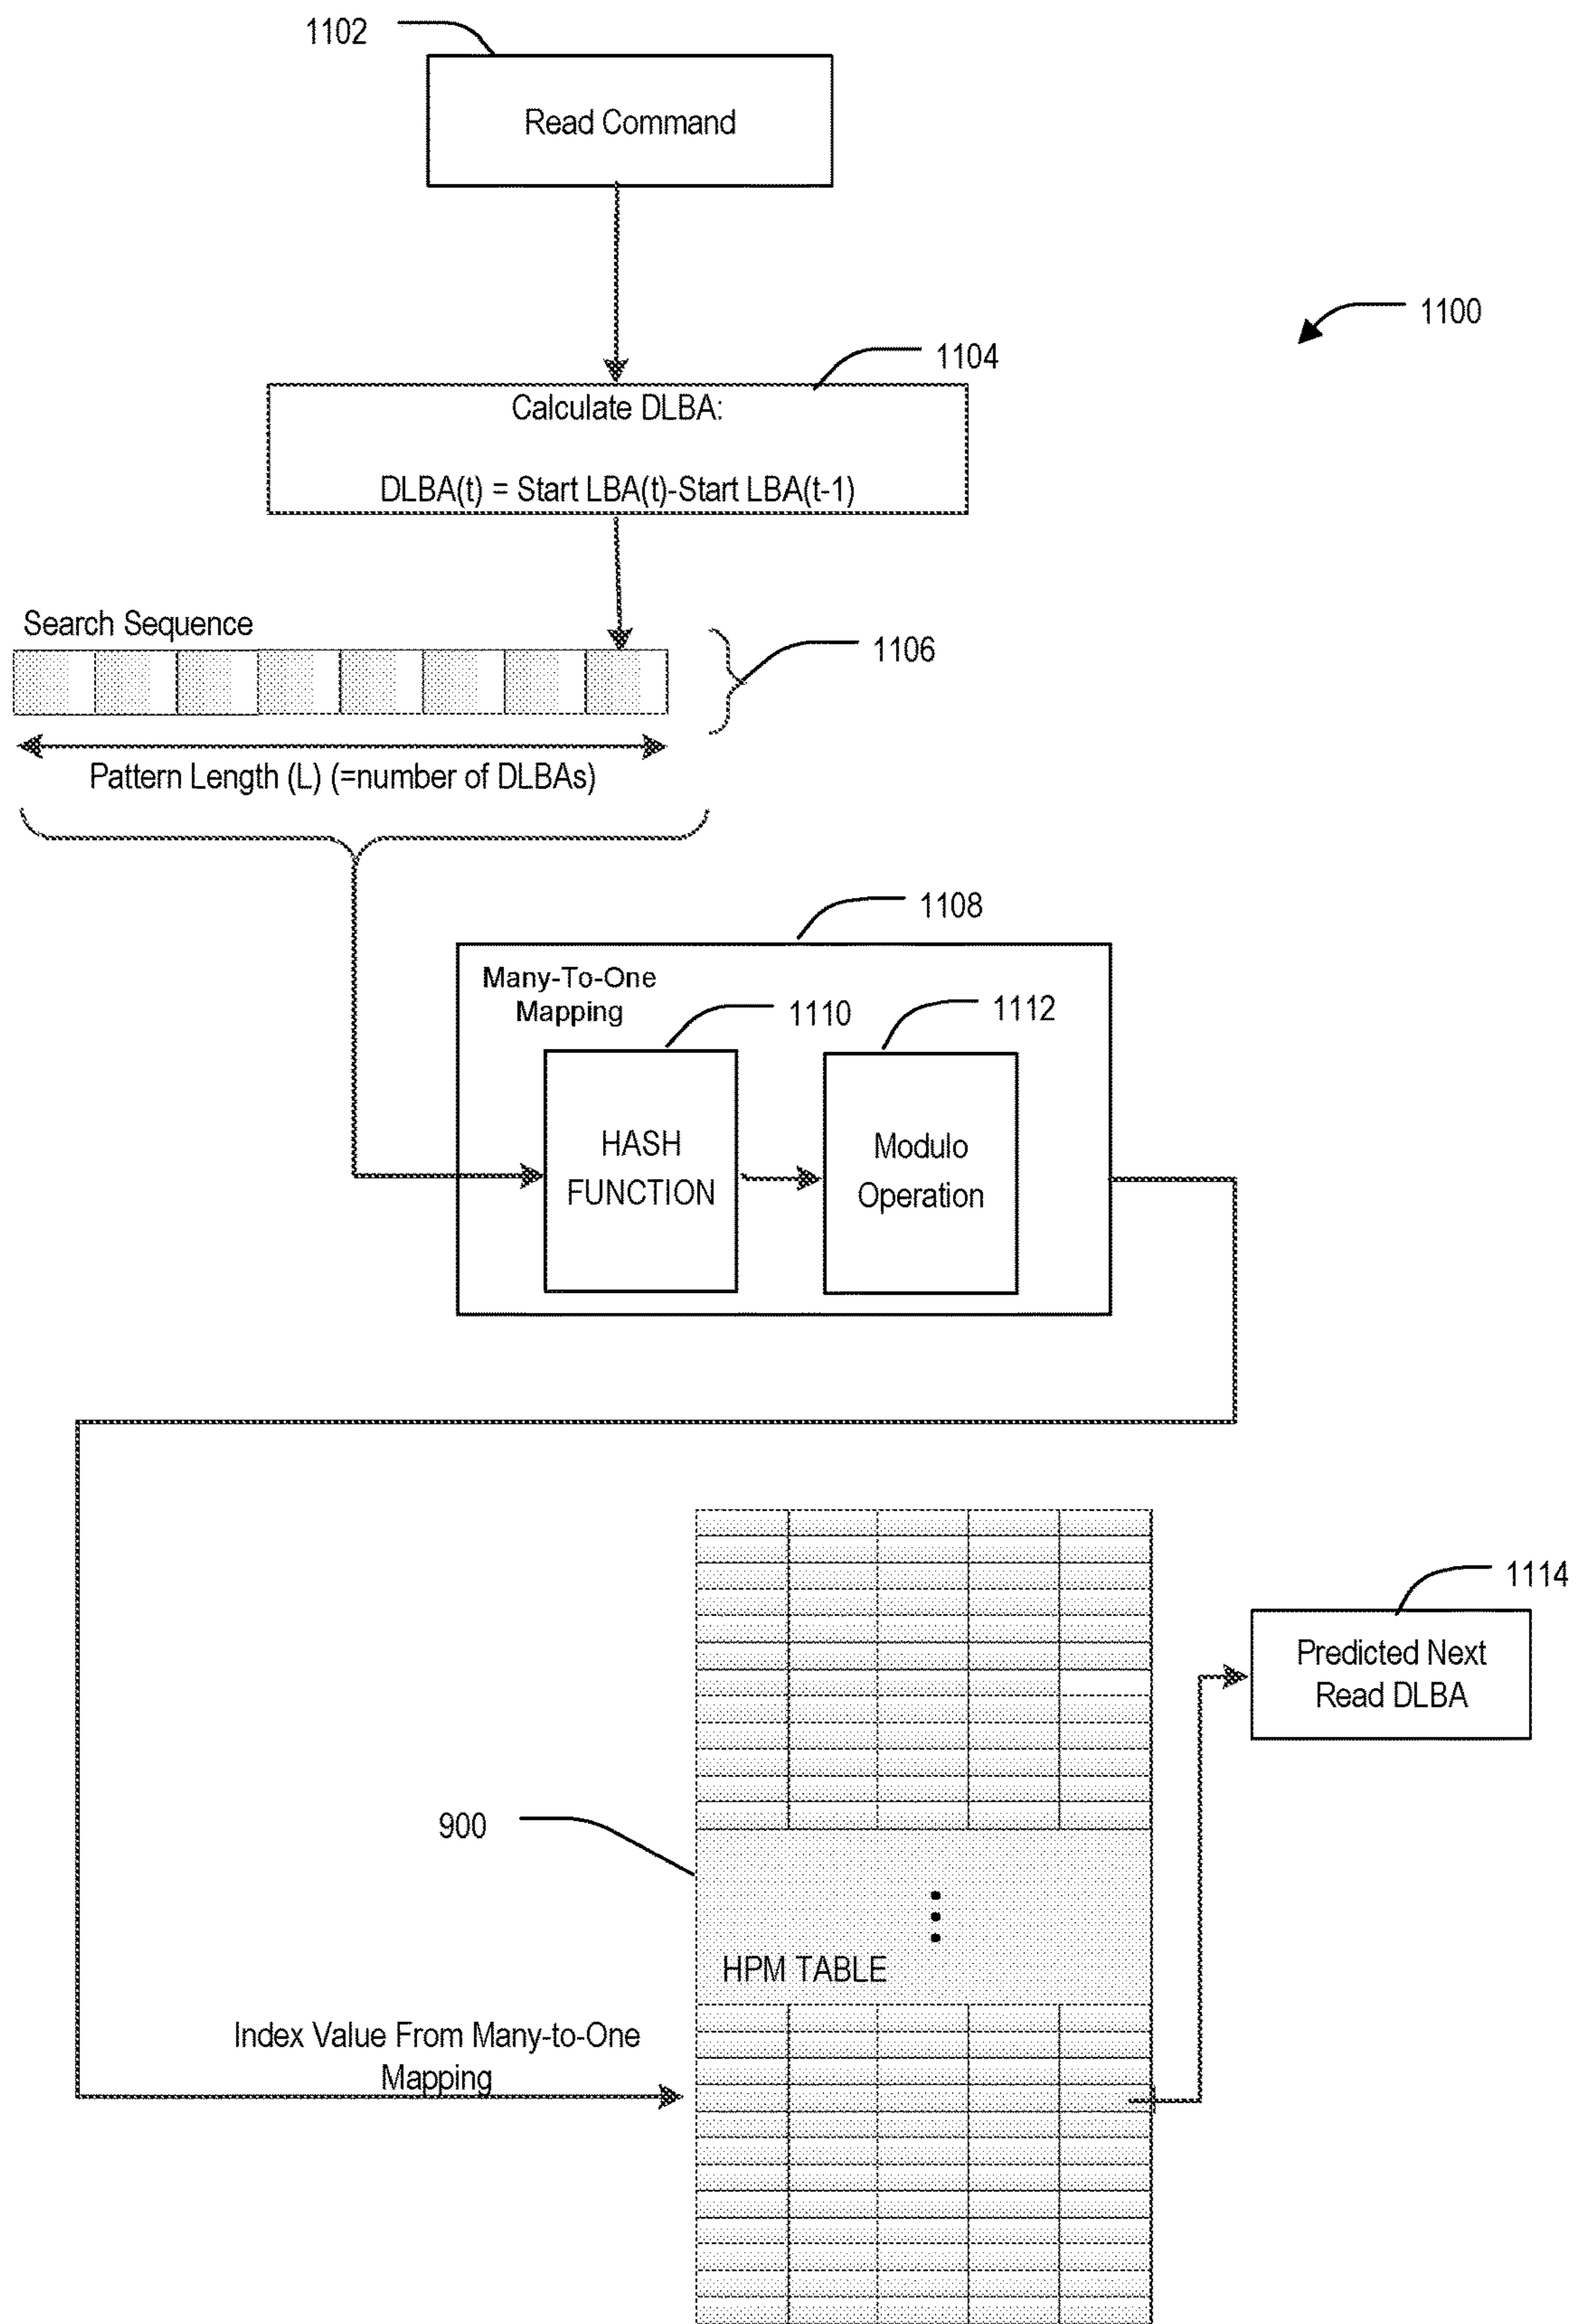 1102
Read Command
1100
1104
Calculate DLBA:
DLBA(t) = Start LBA(t)-Start LBA(t-1)
Search Sequence
1106
Pattern Length (L) (=number of DLBAs)
1108
Many-To-One
Mapping
1110
1112
HASH
FUNCTION
Modulo
Operation
1114
Predicted Next
Read DLBA
900
HPM TABLE
Index Value From Many-to-One
Mapping